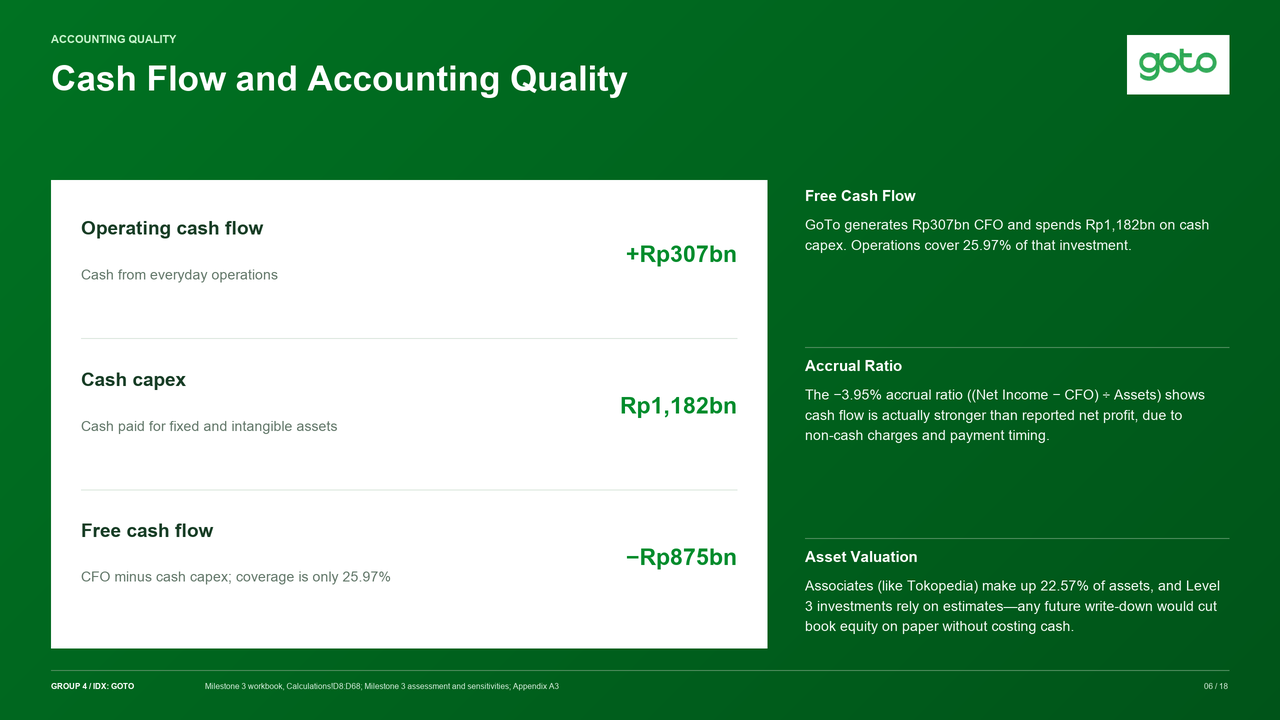 ACCOUNTING QUALITY
Cash Flow and Accounting Quality
goto
Operating cash flow
+Rp307bn
Cash from everyday operations
Cash capex
Rp1,182bn
Cash paid for fixed and intangible assets
Free cash flow
−Rp875bn
CFO minus cash capex; coverage is only 25.97%
Free Cash Flow
GoTo generates Rp307bn CFO and spends Rp1,182bn on cash
capex. Operations cover 25.97% of that investment.
Accrual Ratio
The −3.95% accrual ratio ((Net Income − CFO) ÷ Assets) shows
cash flow is actually stronger than reported net profit, due to
non-cash charges and payment timing.
Asset Valuation
Associates (like Tokopedia) make up 22.57% of assets, and Level
3 investments rely on estimates—any future write-down would cut
book equity on paper without costing cash.
GROUP 4 / IDX: GOTO
Milestone 3 workbook, Calculations!D8:D68; Milestone 3 assessment and sensitivities; Appendix A3
06 / 18